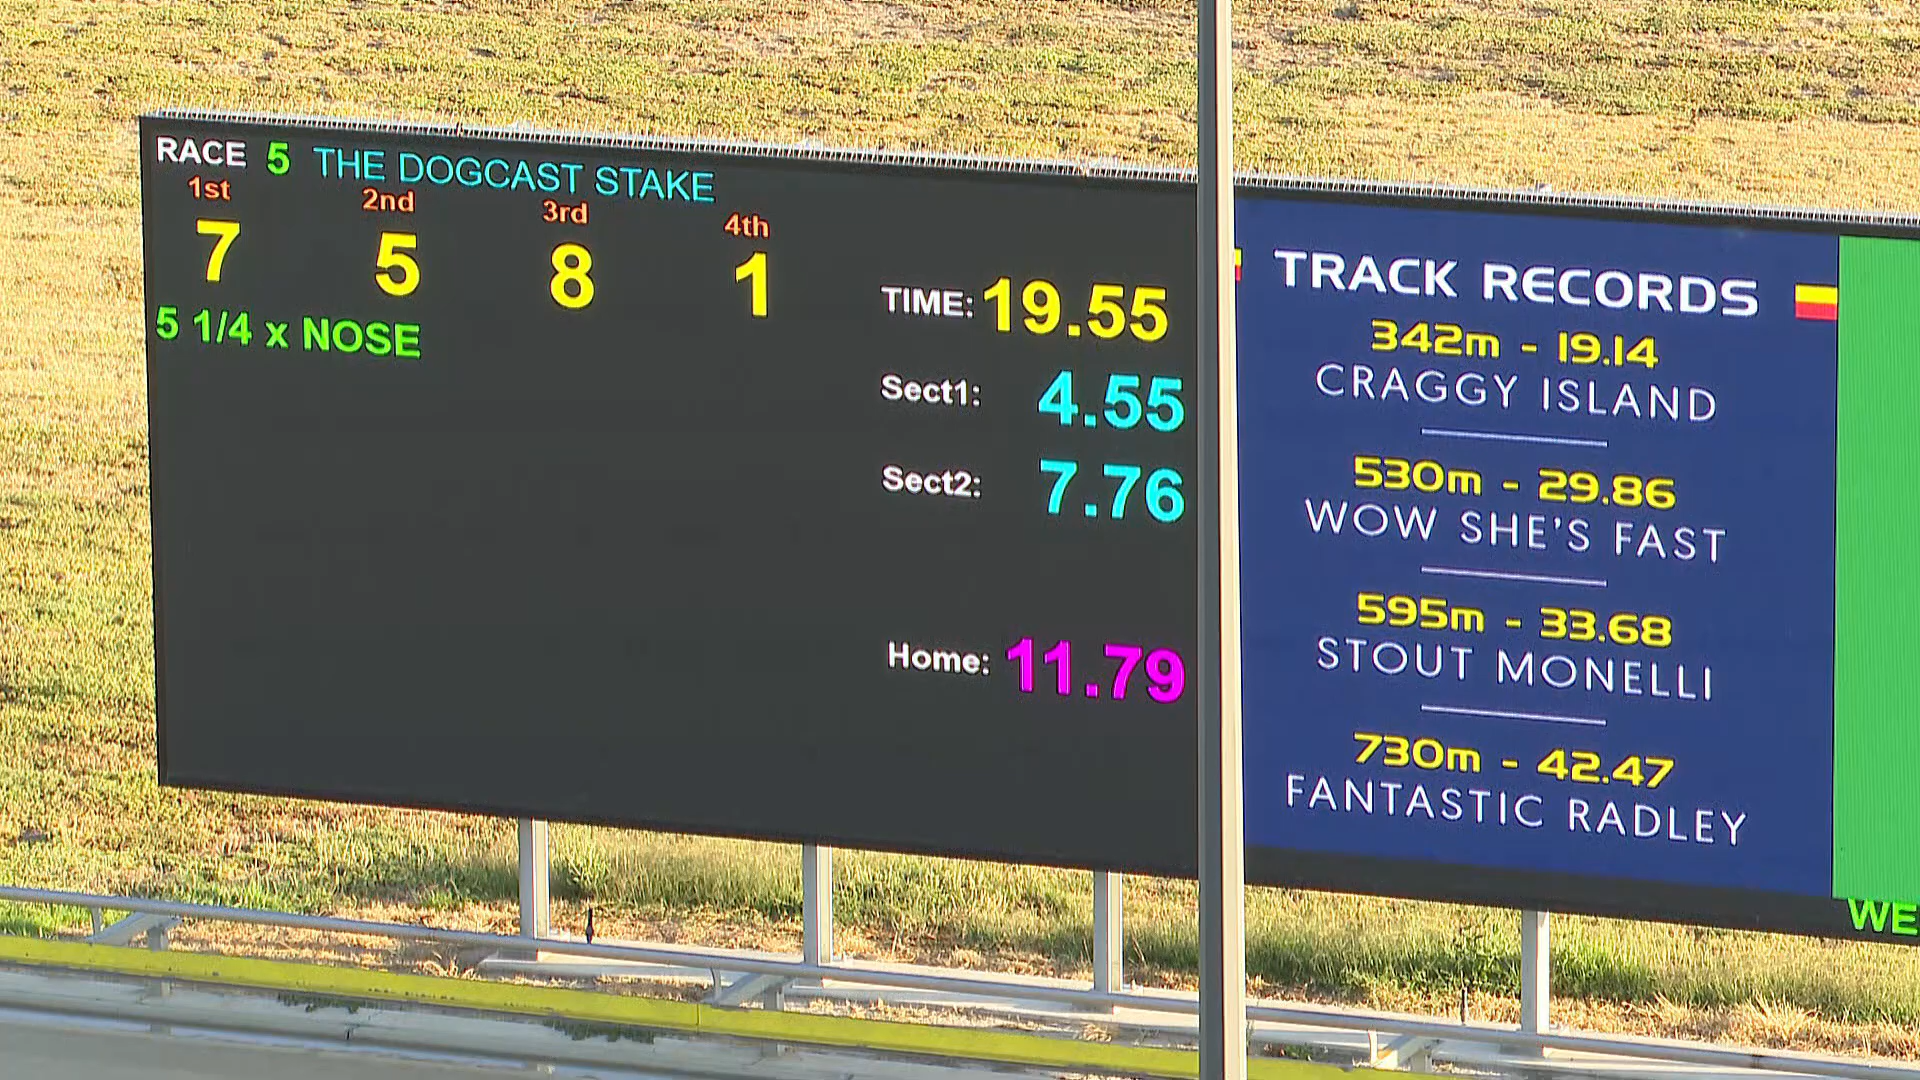 RACE 5 THE DOGCAST STAKE
1st 2nd 3rd 4th
7 5 8 1
5 1/4 x NOSE
TIME: 19.55
Sect1: 4.55
Sect2: 7.76
Home: 11.79
TRACK RECORDS
342m - 19.14
CRAGGY ISLAND
530m - 29.86
WOW SHE'S FAST
595m - 33.68
STOUT MONELLI
730m - 42.47
FANTASTIC RADLEY
WE